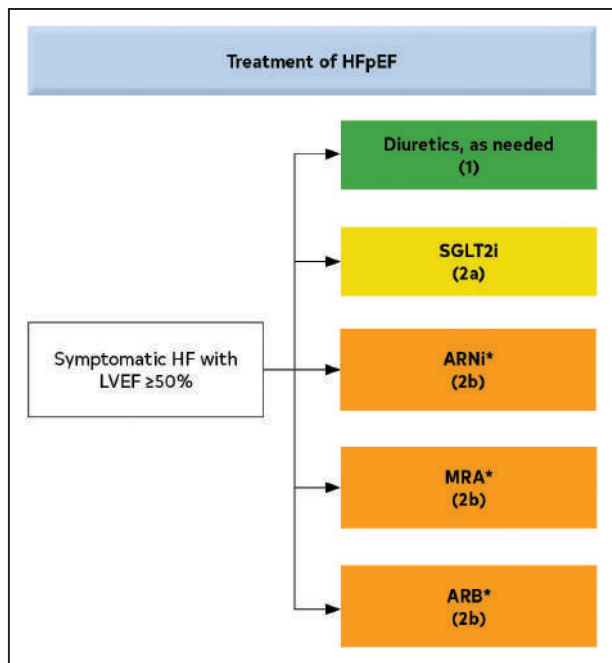 Treatment of HFpEF
Diuretics, as needed
(1)
SGLT2i
(2a)
Symptomatic HF with
LVEF ≥50%
ARNi*
(2b)
MRA*
(2b)
ARB*
(2b)